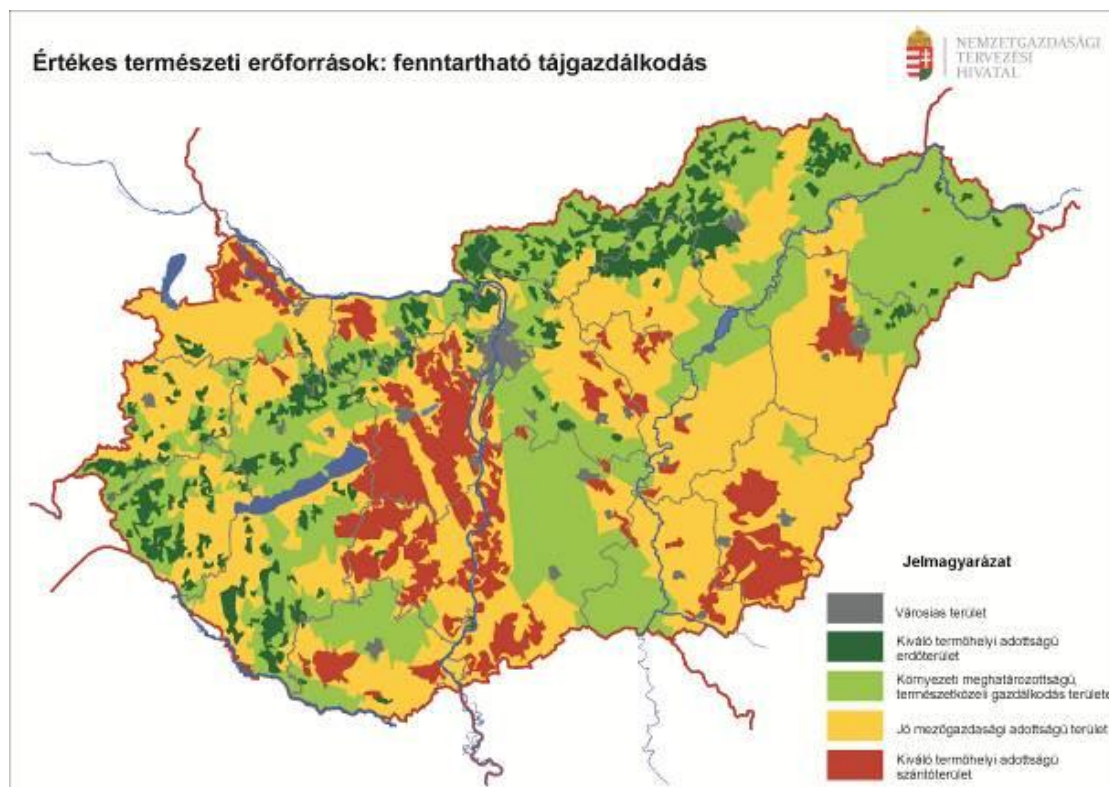 Értékes természeti erőforrások: fenntartható tájgazdálkodás
NEMZETGAZDASÁGI
TERVEZÉSI
HIVATAL
Jelmagyarázat
Városias terület
Kiváló termőhelyi adottságú
erdőterület
Környezeti meghatározottságú,
természetközeli gazdálkodás területe
Jó mezőgazdasági adottságú terület
Kiváló termőhelyi adottságú
szántóterület